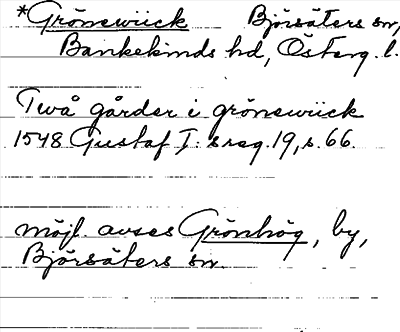 *Grönewiick Björsäters sn,
Bankekinds hd, Österg. l.
Twå gårder i grönewiick
1548 Gustaf I:s reg. 19, s. 66.
möjl. avses Grönhög, by,
Björsäters sn.